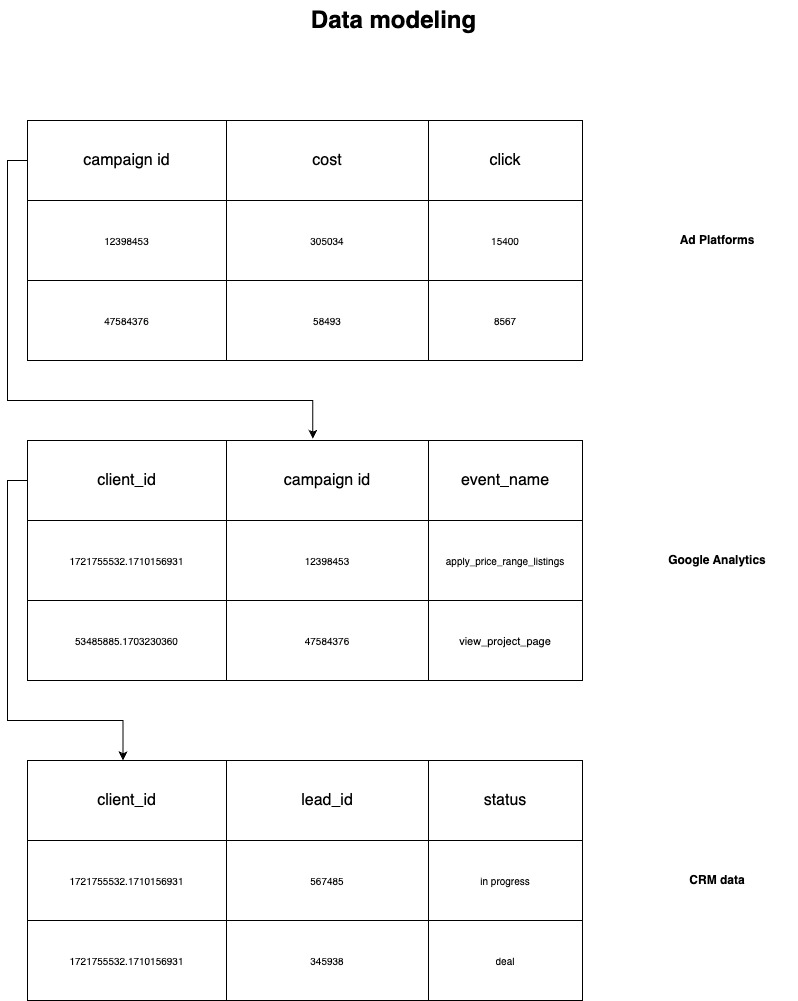 Data modeling
campaign id cost click
12398453 305034 15400
Ad Platforms
47584376 58493 8567
client_id campaign id event_name
1721755532.1710156931 12398453 apply_price_range_listings
Google Analytics
53485885.1703230360 47584376 view_project_page
client_id lead_id status
1721755532.1710156931 567485 in progress
CRM data
1721755532.1710156931 345938 deal